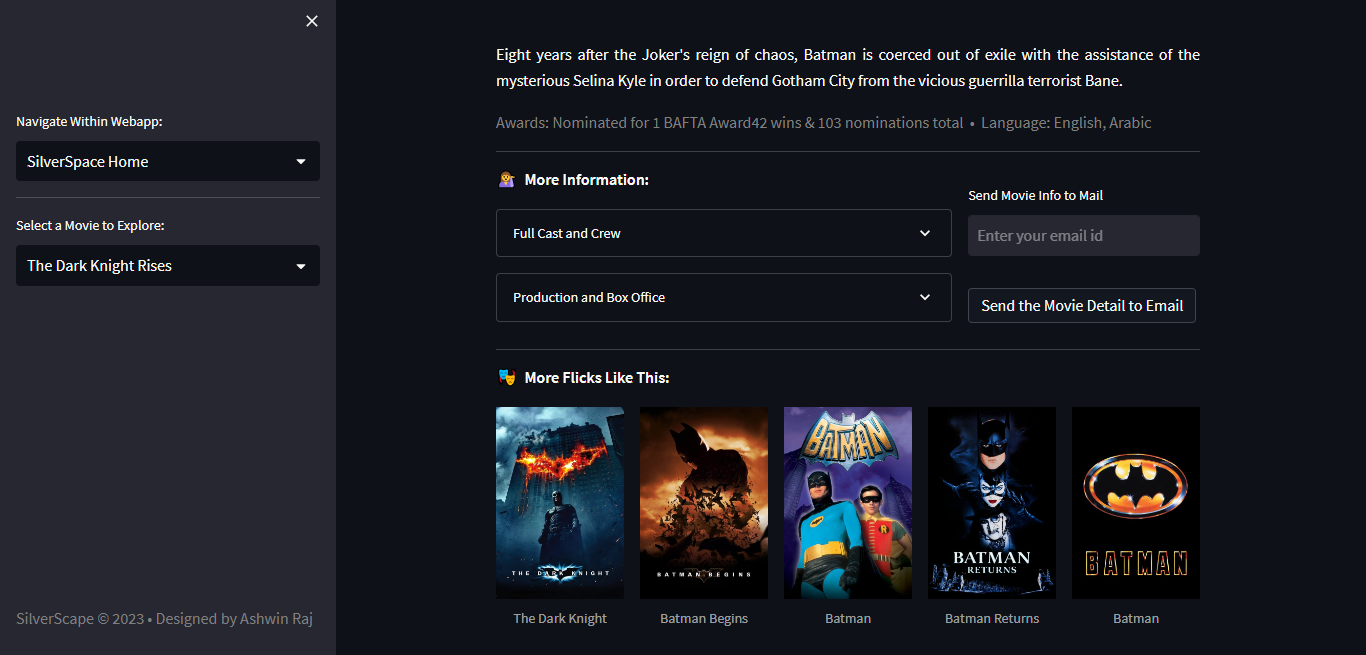 Navigate Within Webapp:
SilverSpace Home
Select a Movie to Explore:
The Dark Knight Rises
SilverScape © 2023 • Designed by Ashwin Raj
Eight years after the Joker's reign of chaos, Batman is coerced out of exile with the assistance of the
mysterious Selina Kyle in order to defend Gotham City from the vicious guerrilla terrorist Bane.
Awards: Nominated for 1 BAFTA Award42 wins & 103 nominations total • Language: English, Arabic
More Information:
Full Cast and Crew
Production and Box Office
Send Movie Info to Mail
Enter your email id
Send the Movie Detail to Email
More Flicks Like This:
THE DARK KNIGHT
BATMAN BEGINS
BATMAN
R
BATMAN
RETURNS
BATMAN
The Dark Knight
Batman Begins
Batman
Batman Returns
Batman